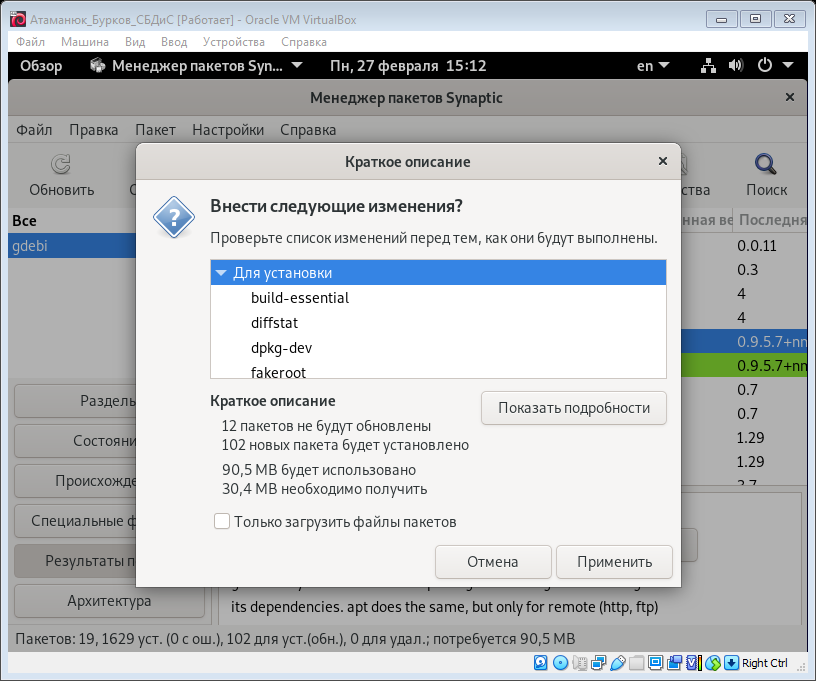 Атаманюк_Бурков_СБДиС [Работает] - Oracle VM VirtualBox
Файл Машина Вид Ввод Устройства Справка
Обзор Менеджер пакетов Syn... Пн, 27 февраля 15:12 en
Менеджер пакетов Synaptic
Файл Правка Пакет Настройки Справка
Краткое описание
Обновить
ства
Поиск
Внести следующие изменения?
Проверьте список изменений перед тем, как они будут выполнены.
Все
нная ве Последня
gdebi
0.0.11
Для установки
0.3
build-essential
4
diffstat
4
dpkg-dev
0.9.5.7+nm
fakeroot
0.9.5.7+nm
Разделы
Краткое описание
Показать подробности
0.7
12 пакетов не будут обновлены
0.7
Состояни
102 новых пакета будет установлено
1.29
90,5 MB будет использовано
1.29
Происхожде
30,4 MB необходимо получить
Специальные ф
Только загрузить файлы пакетов
Результаты п
Отмена
Применить
Архитектура
its dependencies. apt does the same, but only for remote (http, ftp)
Пакетов: 19, 1629 уст. (0 с ош.), 102 для уст.(обн.), 0 для удал.; потребуется 90,5 MB
Right Ctrl